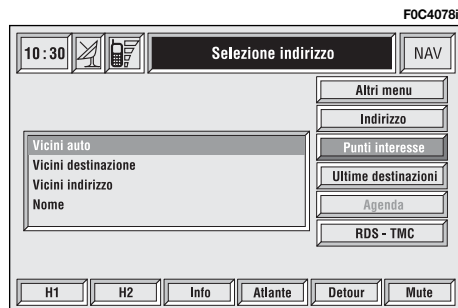 F0C4078i
10:30
Selezione indirizzo
NAV
Altri menu
Indirizzo
Punti interesse
Ultime destinazioni
Agenda
RDS - TMC
Vicini auto
Vicini destinazione
Vicini indirizzo
Nome
H1 H2 Info Atlante Detour Mute